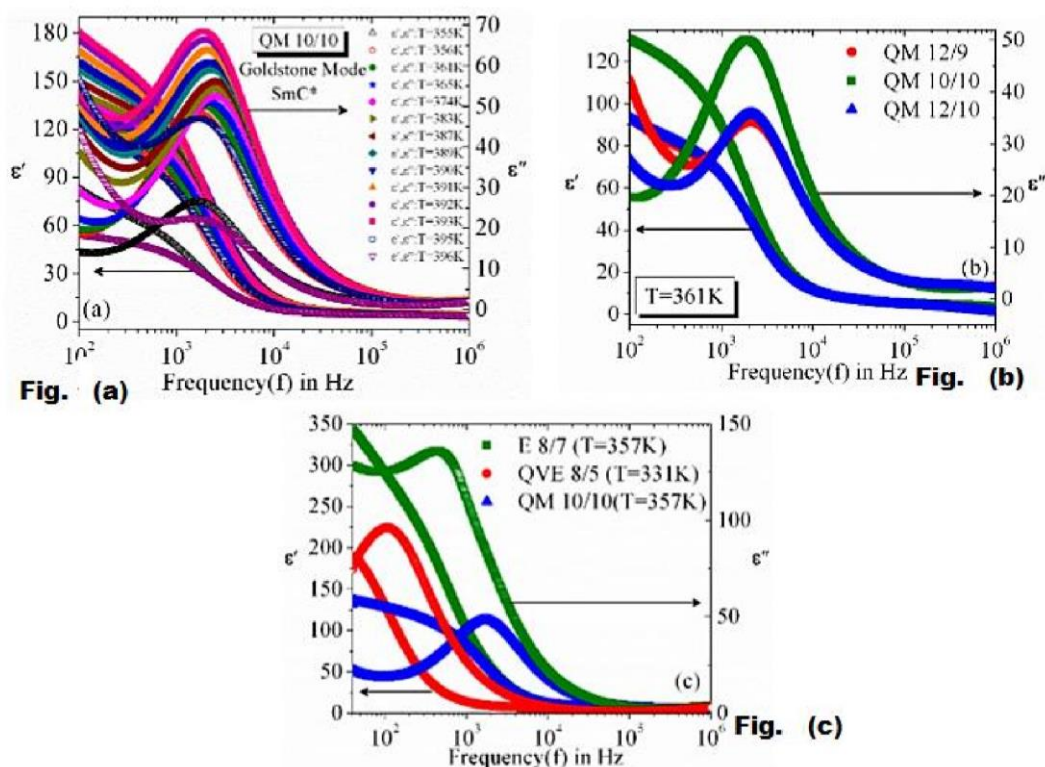 180
150
120
90
60
30
0
ε'
QM 10/10
Goldstone Mode
SmC*
ε',ε'':T=355K
ε',ε'':T=356K
ε',ε'':T=361K
ε',ε'':T=365K
ε',ε'':T=374K
ε',ε'':T=383K
ε',ε'':T=387K
ε',ε'':T=389K
ε',ε'':T=390K
ε',ε'':T=391K
ε',ε'':T=392K
ε',ε'':T=393K
ε',ε'':T=395K
ε',ε'':T=396K
70
60
50
40
30
20
10
0
ε''
(a)
10² 10³ 10⁴ 10⁵ 10⁶
Frequency(f) in Hz
Fig. (a)
120
100
80
60
40
20
0
ε'
QM 12/9
QM 10/10
QM 12/10
50
40
30
20
10
0
ε''
(b)
T=361K
10² 10³ 10⁴ 10⁵ 10⁶
Frequency(f) in Hz
Fig. (b)
350
300
250
200
150
100
50
0
ε'
E 8/7 (T=357K)
QVE 8/5 (T=331K)
QM 10/10(T=357K)
150
100
50
0
ε''
(c)
10² 10³ 10⁴ 10⁵ 10⁶
Frequency(f) in Hz
Fig. (c)